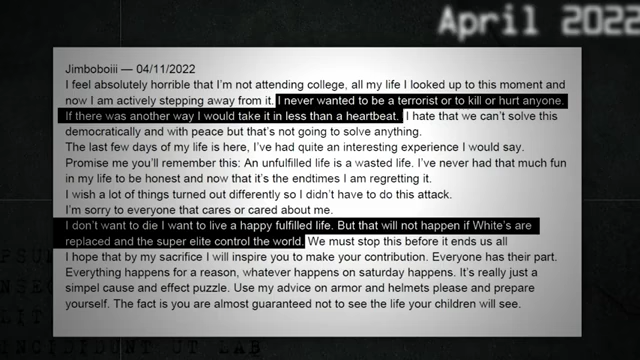 April 2022
Jimboboiii — 04/11/2022
I feel absolutely horrible that I'm not attending college, all my life I looked up to this moment and
now I am actively stepping away from it. I never wanted to be a terrorist or to kill or hurt anyone.
If there was another way I would take it in less than a heartbeat. I hate that we can't solve this
democratically and with peace but that's not going to solve anything.
The last few days of my life is here, I've had quite an interesting experience I would say.
Promise me you'll remember this: An unfulfilled life is a wasted life. I've never had that much fun
in my life to be honest and now that it's the endtimes I am regretting it.
I wish a lot of things turned out differently so I didn't have to do this attack.
I'm sorry to everyone that cares or cared about me.
I don't want to die I want to live a happy fulfilled life. But that will not happen if White's are
replaced and the super elite control the world. We must stop this before it ends us all
I hope that by my sacrifice I will inspire you to make your contribution. Everyone has their part.
Everything happens for a reason, whatever happens on saturday happens. It's really just a
simpel cause and effect puzzle. Use my advice on armor and helmets please and prepare
yourself. The fact is you are almost guaranteed not to see the life your children will see.
INCIDIDUNT UT LAB